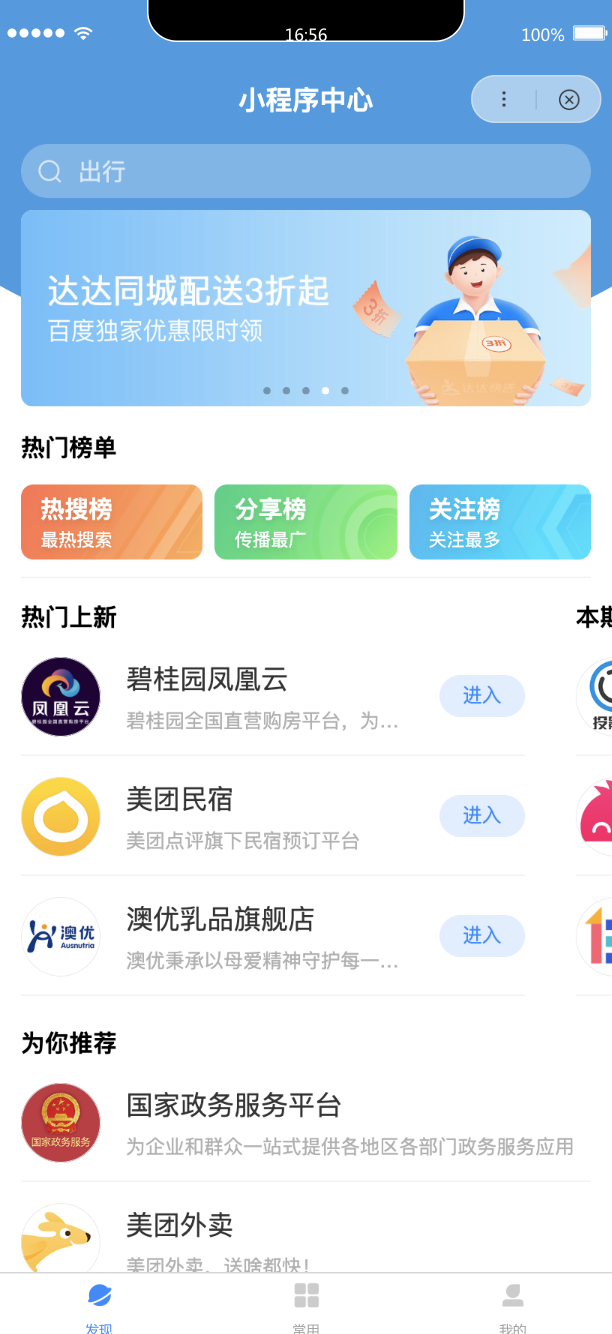 16:56
100%
小程序中心
出行
达达同城配送3折起
百度独家优惠限时领
3折
3折
热门榜单
热搜榜
最热搜索
分享榜
传播最广
关注榜
关注最多
热门上新
本期
凤凰云
碧桂园凤凰云
碧桂园全国直营购房平台，为...
进入
美团民宿
美团点评旗下民宿预订平台
进入
澳优
Ausnutria
澳优乳品旗舰店
澳优秉承以母爱精神守护每一...
进入
为你推荐
国家政务服务
国家政务服务平台
为企业和群众一站式提供各地区各部门政务服务应用
美团外卖
美团外卖，送啥都快！
发现
常用
我的